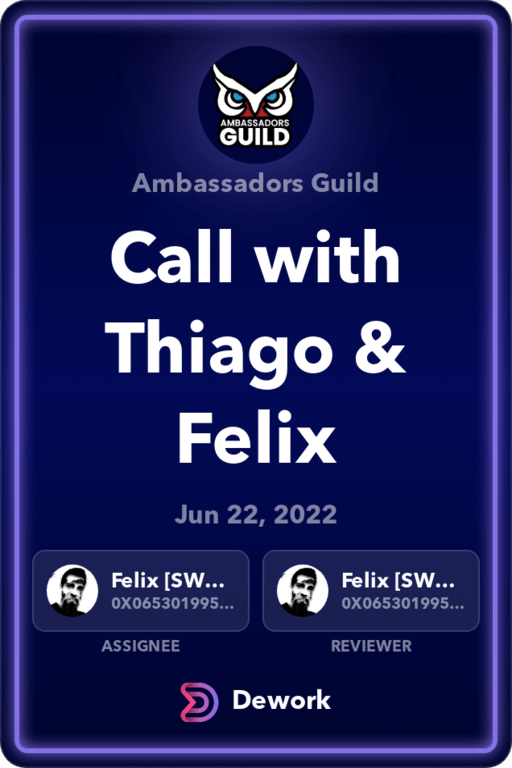 AMBASSADORS
GUILD
Ambassadors Guild
Call with
Thiago &
Felix
Jun 22, 2022
Felix [SW...
0X065301995...
Felix [SW...
0X065301995...
ASSIGNEE
REVIEWER
Dework